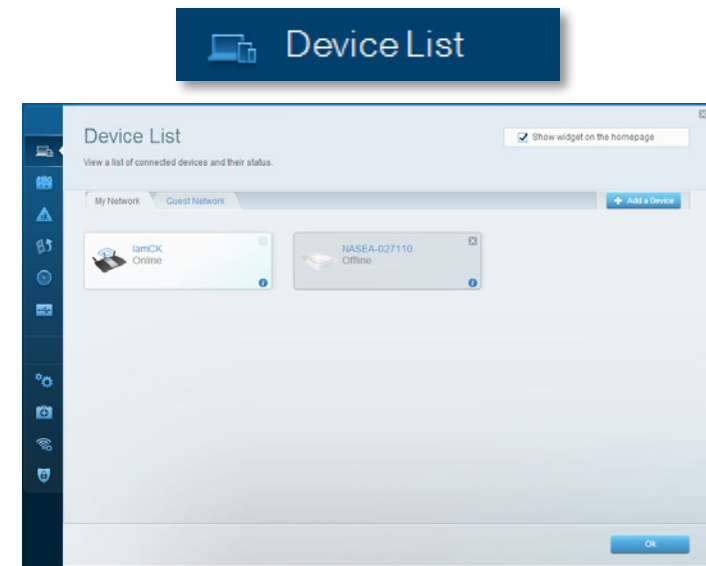 Device List
Device List
Show widget on the homepage
View a list of connected devices and their status.
My Network
Guest Network
+ Add a Device
IamCK
Online
NASEA-027110
Offline
Ok